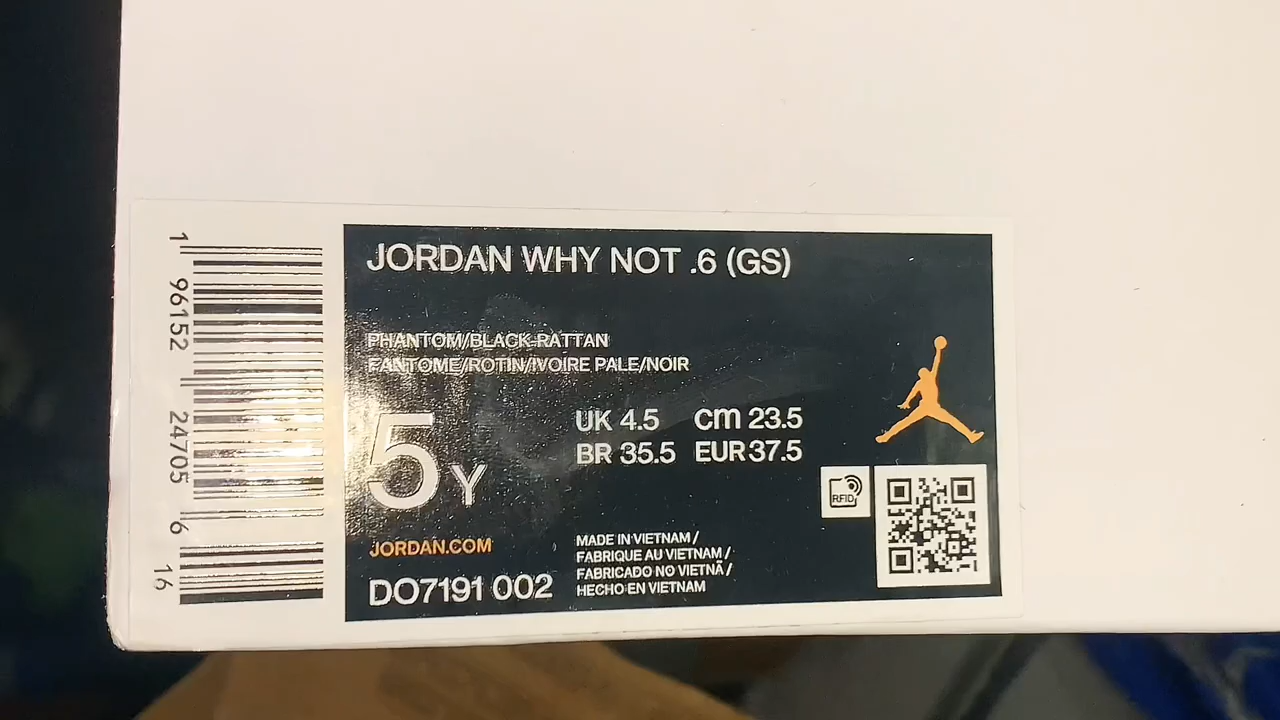 JORDAN WHY NOT .6 (GS)
PHANTOM/BLACK-RATTAN
FANTOME/ROTIN/IVOIRE PALE/NOIR
5Y
UK 4.5 CM 23.5
BR 35.5 EUR 37.5
RFID
JORDAN.COM
DO7191 002
MADE IN VIETNAM /
FABRIQUE AU VIETNAM /
FABRICADO NO VIETNÃ /
HECHO EN VIETNAM
1 96152 24705 6 16